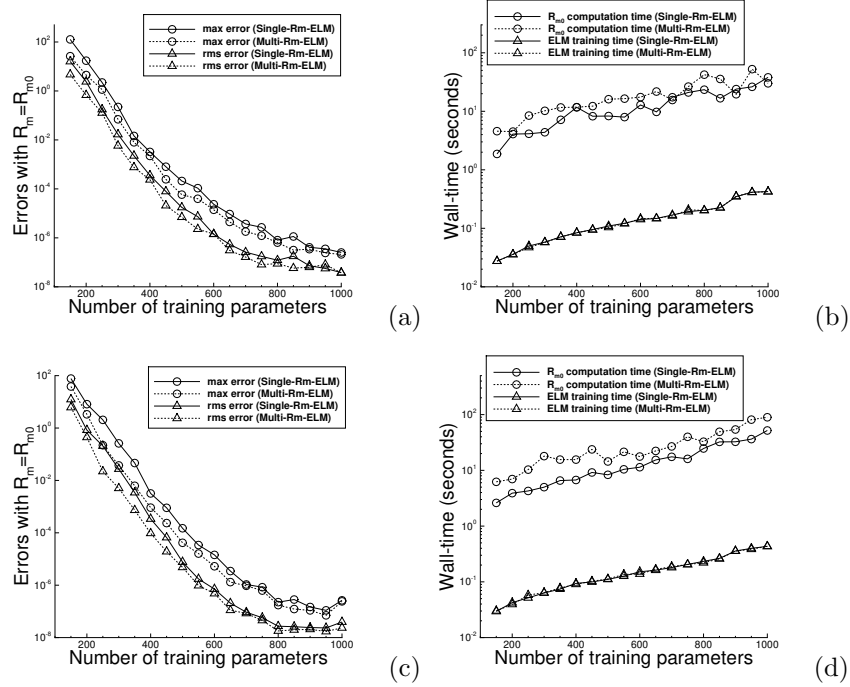 max error (Single-Rm-ELM)
max error (Multi-Rm-ELM)
rms error (Single-Rm-ELM)
rms error (Multi-Rm-ELM)
Errors with R_m=R_m0
10^2
10^0
10^-2
10^-4
10^-6
10^-8
200 400 600 800 1000
Number of training parameters
(a)
R_m0 computation time (Single-Rm-ELM)
R_m0 computation time (Multi-Rm-ELM)
ELM training time (Single-Rm-ELM)
ELM training time (Multi-Rm-ELM)
Wall-time (seconds)
10^2
10^1
10^0
10^-1
10^-2
200 400 600 800 1000
Number of training parameters
(b)
max error (Single-Rm-ELM)
max error (Multi-Rm-ELM)
rms error (Single-Rm-ELM)
rms error (Multi-Rm-ELM)
Errors with R_m=R_m0
10^2
10^0
10^-2
10^-4
10^-6
10^-8
200 400 600 800 1000
Number of training parameters
(c)
R_m0 computation time (Single-Rm-ELM)
R_m0 computation time (Multi-Rm-ELM)
ELM training time (Single-Rm-ELM)
ELM training time (Multi-Rm-ELM)
Wall-time (seconds)
10^2
10^1
10^0
10^-1
10^-2
200 400 600 800 1000
Number of training parameters
(d)